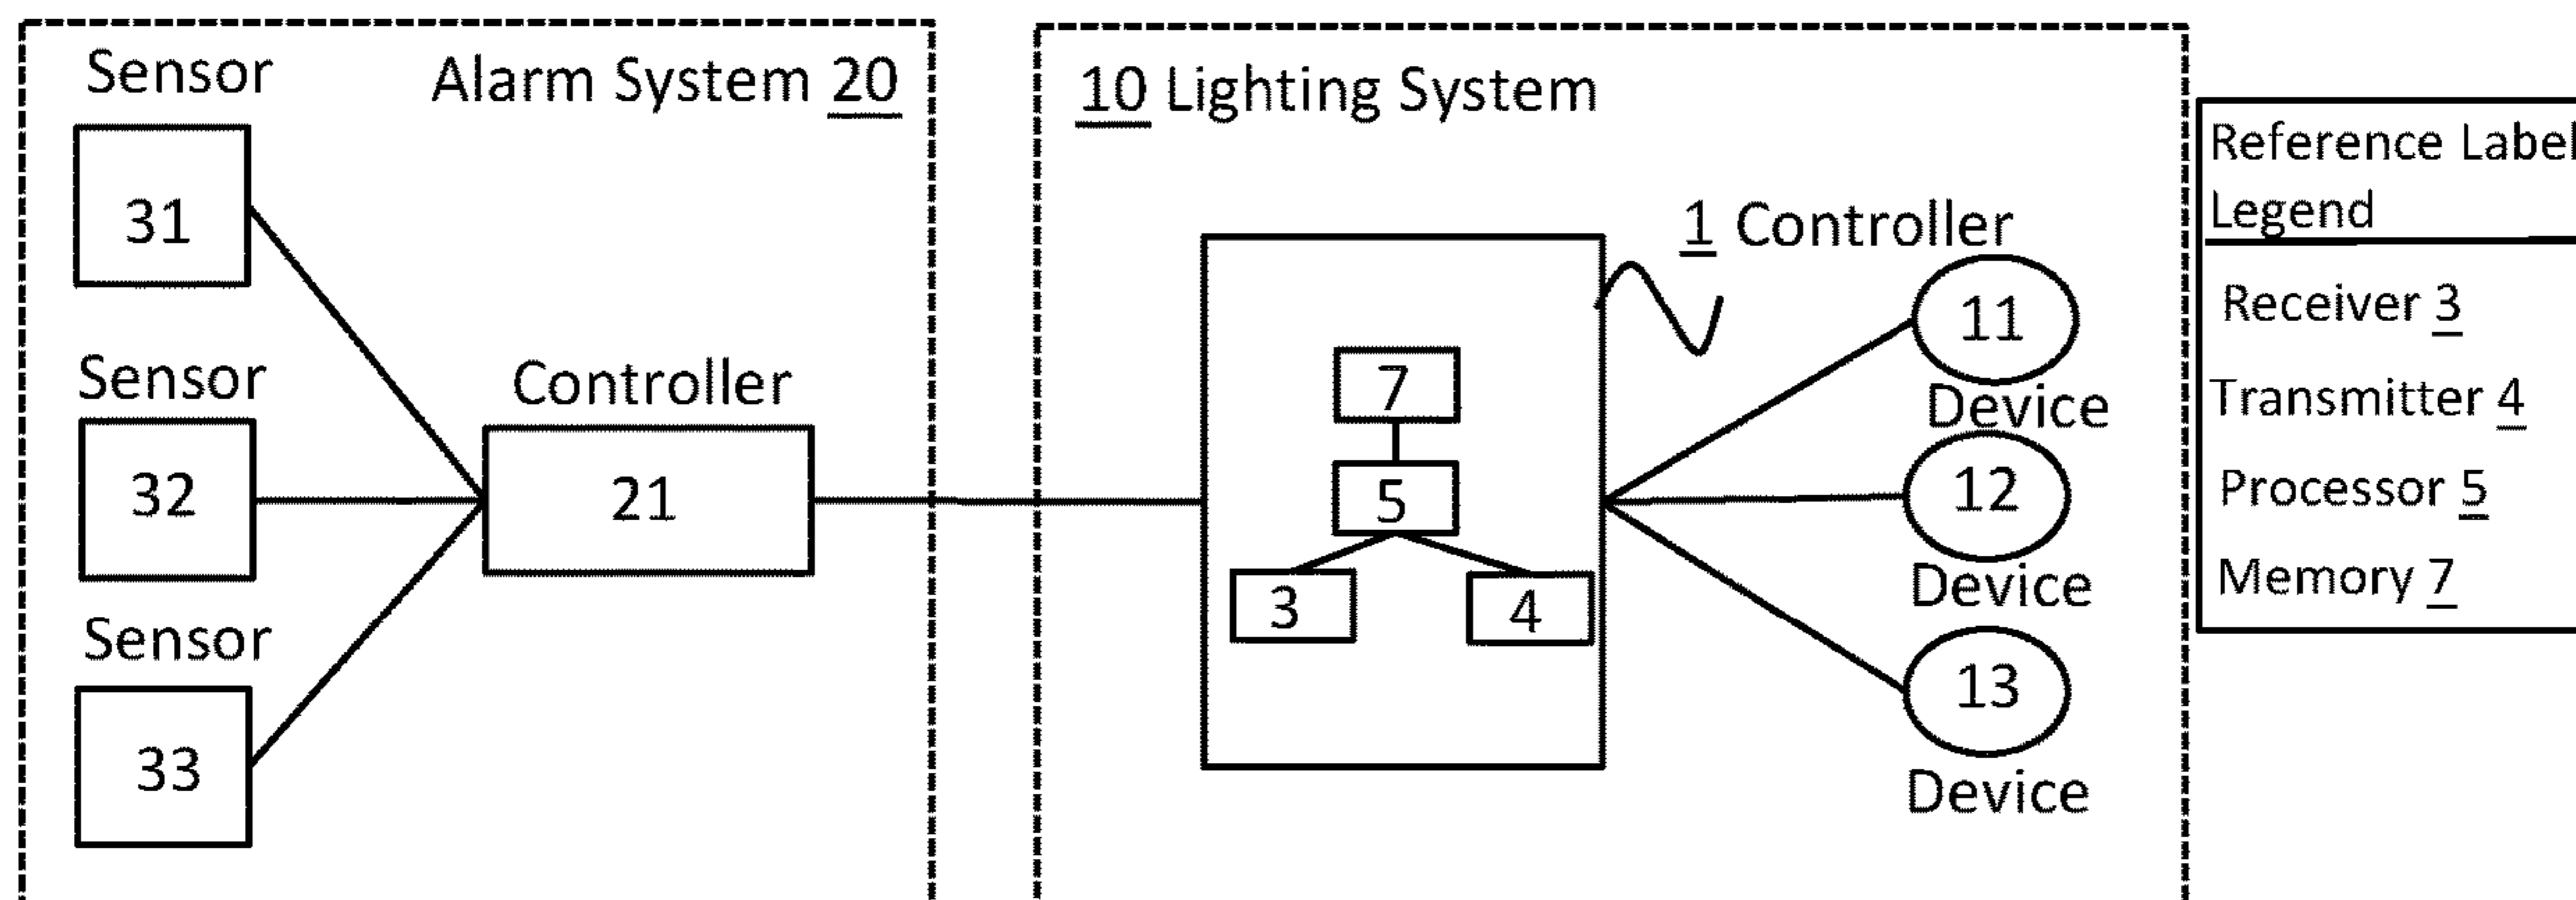 Sensor
Alarm System 20
31
Sensor
32
Sensor
33
Controller
21
10 Lighting System
1 Controller
7
5
3
4
11
Device
12
Device
13
Device
Reference Label
Legend
Receiver 3
Transmitter 4
Processor 5
Memory 7